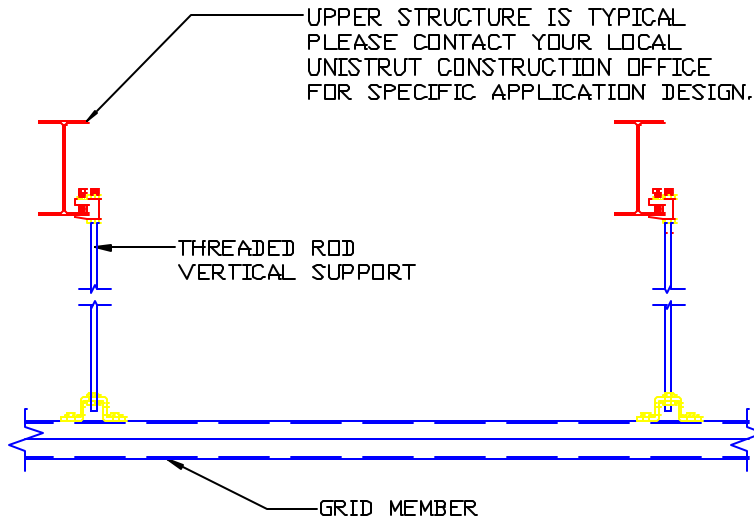 UPPER STRUCTURE IS TYPICAL
PLEASE CONTACT YOUR LOCAL
UNISTRUT CONSTRUCTION OFFICE
FOR SPECIFIC APPLICATION DESIGN.
THREADED ROD
VERTICAL SUPPORT
GRID MEMBER